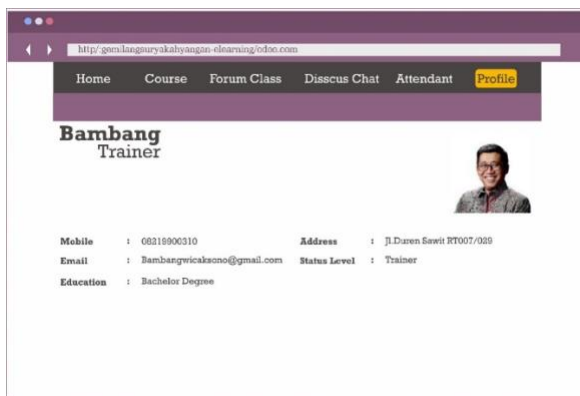 http/:gemilangsuryakahyangan-elearning/odoo.com
Home Course Forum Class Disscus Chat Attendant Profile
Bambang
Trainer
Mobile : 08219900310 Address : Jl.Duren Sawit RT007/029
Email : Bambangwicaksono@gmail.com Status Level : Trainer
Education : Bachelor Degree